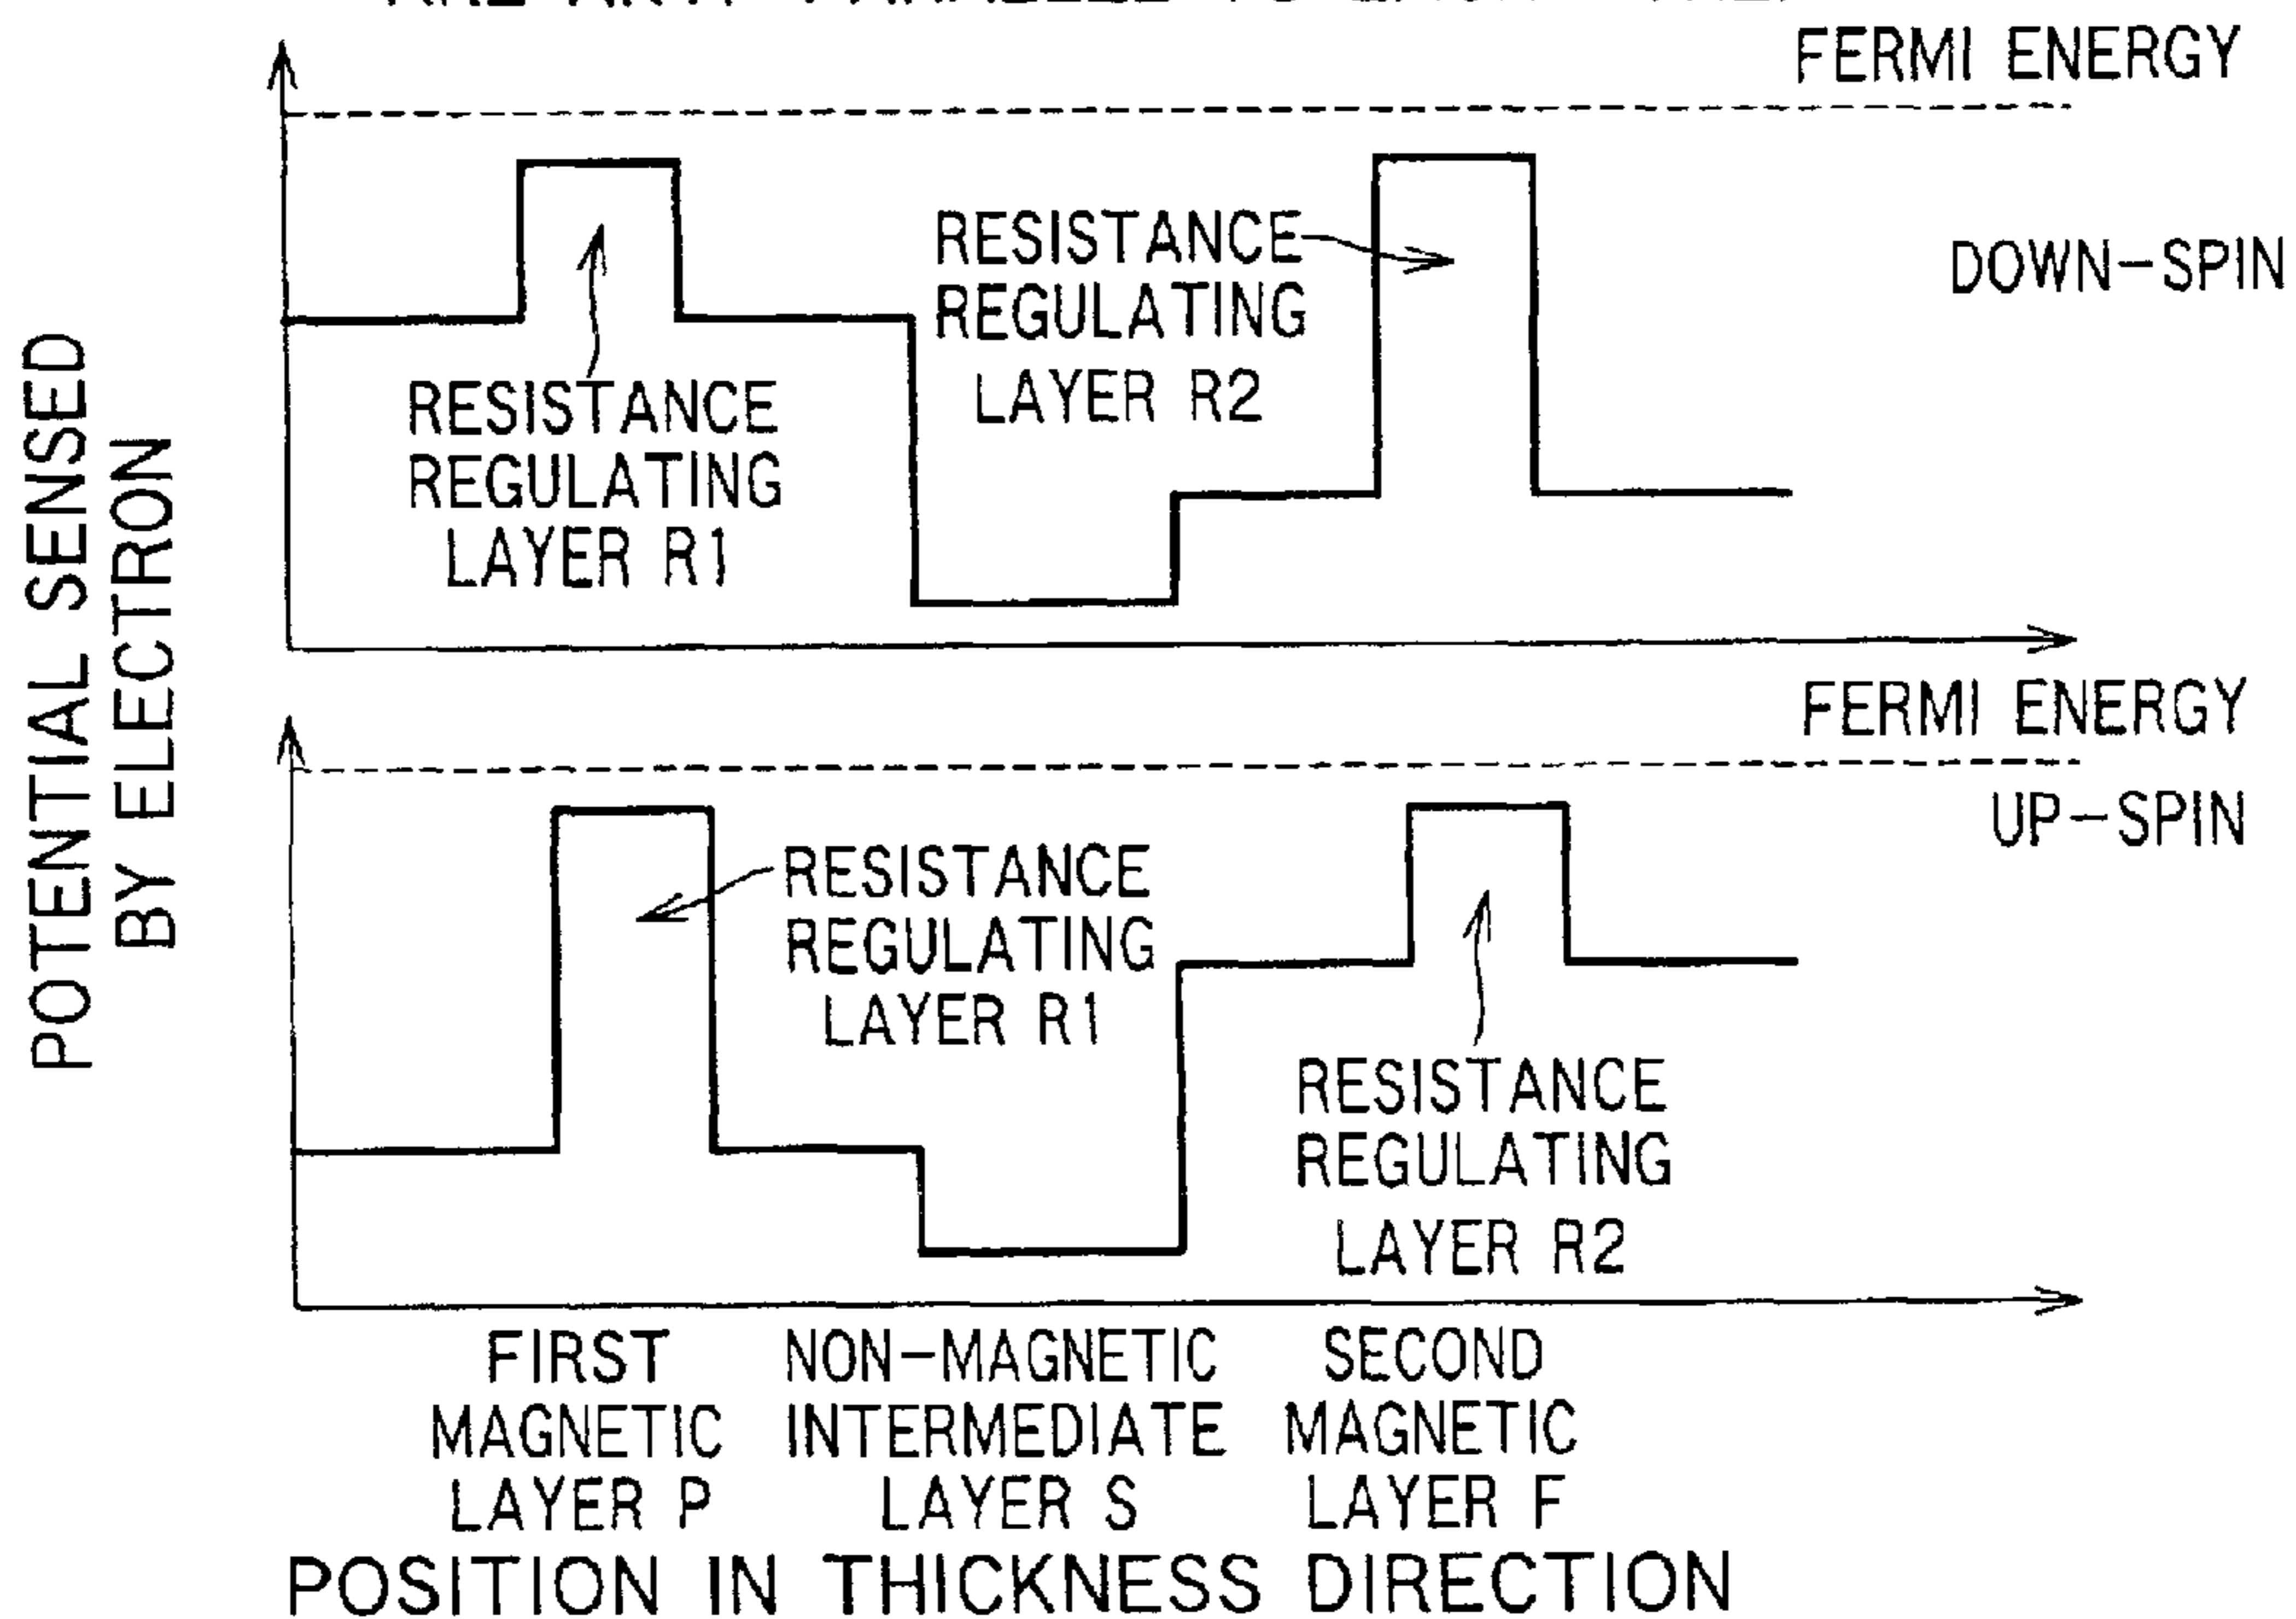 FERMI ENERGY
RESISTANCE
REGULATING
LAYER R2
DOWN-SPIN
RESISTANCE
REGULATING
LAYER R1
POTENTIAL SENSED
BY ELECTRON
FERMI ENERGY
UP-SPIN
RESISTANCE
REGULATING
LAYER R1
RESISTANCE
REGULATING
LAYER R2
FIRST
MAGNETIC
LAYER P
NON-MAGNETIC
INTERMEDIATE
LAYER S
SECOND
MAGNETIC
LAYER F
POSITION IN THICKNESS DIRECTION